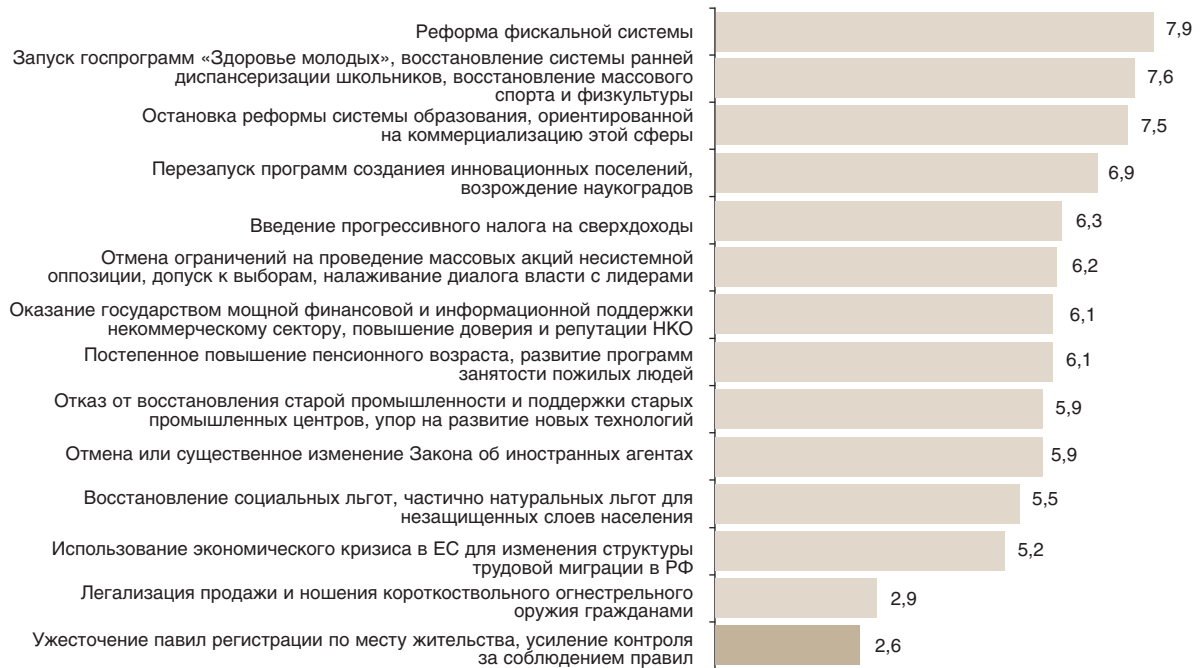 Реформа фискальной системы
7,9
Запуск госпрограмм «Здоровье молодых», восстановление системы ранней
диспансеризации школьников, восстановление массового
спорта и физкультуры
7,6
Остановка реформы системы образования, ориентированной
на коммерциализацию этой сферы
7,5
Перезапуск программ созданиея инновационных поселений,
возрождение наукоградов
6,9
Введение прогрессивного налога на сверхдоходы
6,3
Отмена ограничений на проведение массовых акций несистемной
оппозиции, допуск к выборам, налаживание диалога власти с лидерами
6,2
Оказание государством мощной финансовой и информационной поддержки
некоммерческому сектору, повышение доверия и репутации НКО
6,1
Постепенное повышение пенсионного возраста, развитие программ
занятости пожилых людей
6,1
Отказ от восстановления старой промышленности и поддержки старых
промышленных центров, упор на развитие новых технологий
5,9
Отмена или существенное изменение Закона об иностранных агентах
5,9
Восстановление социальных льгот, частично натуральных льгот для
незащищенных слоев населения
5,5
Использование экономического кризиса в ЕС для изменения структуры
трудовой миграции в РФ
5,2
Легализация продажи и ношения короткоствольного огнестрельного
оружия гражданами
2,9
Ужесточение павил регистрации по месту жительства, усиление контроля
за соблюдением правил
2,6